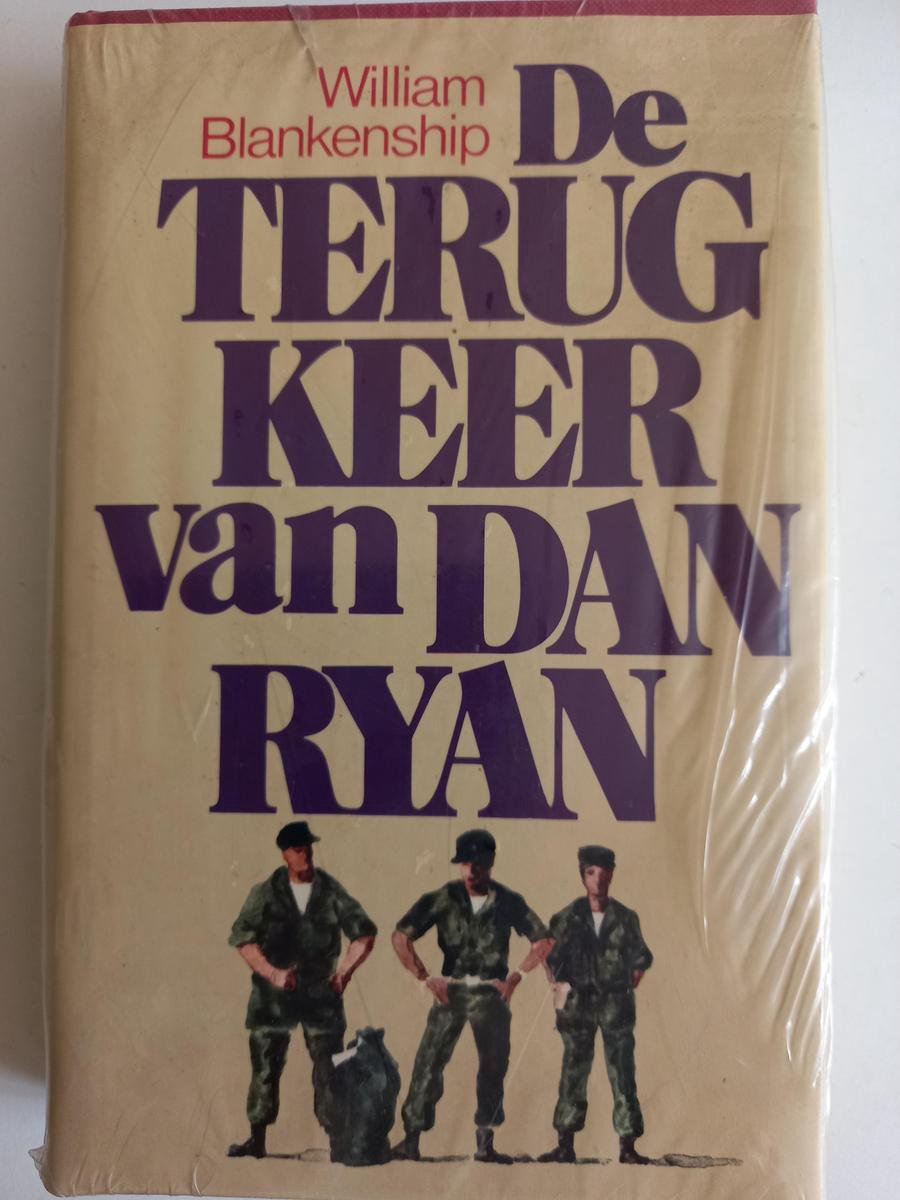 William
Blankenship
De
TERUG
KEER
van DAN
RYAN